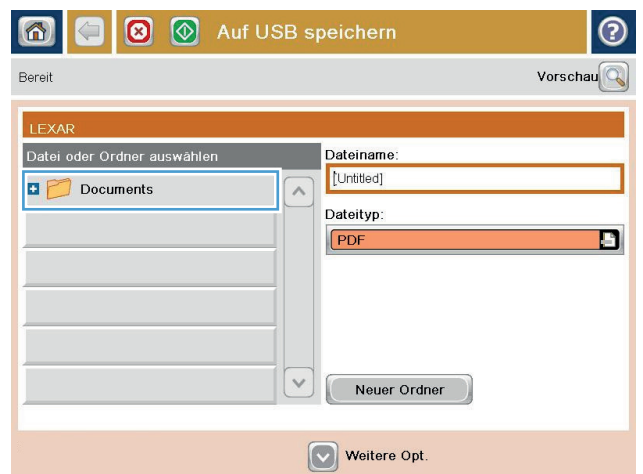 Auf USB speichern
?
Bereit
Vorschau
LEXAR
Datei oder Ordner auswählen
Documents
Dateiname:
[Untitled]
Dateityp:
PDF
Neuer Ordner
Weitere Opt.